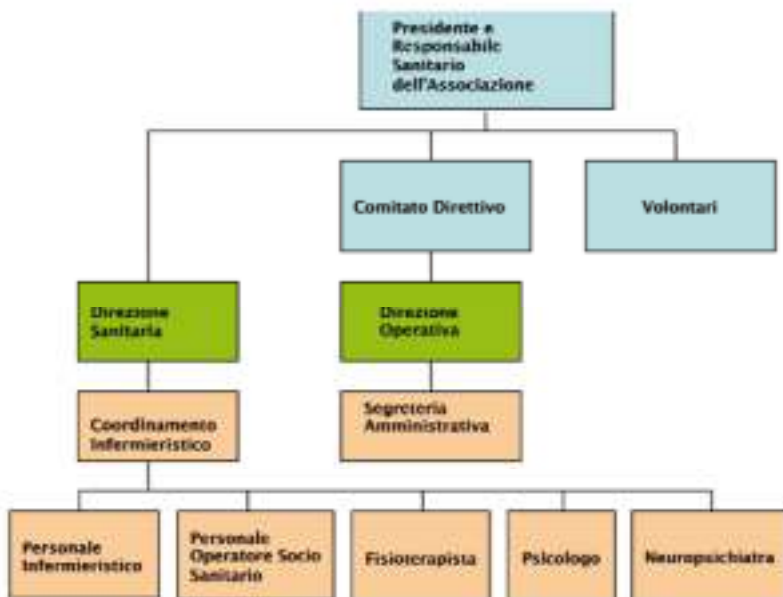 Presidente e
Responsabile
Sanitario
dell'Associazione
Comitato Direttivo
Volontari
Direzione
Sanitaria
Direzione
Operativa
Coordinamento
Infermieristico
Segreteria
Amministrativa
Personale
Infermieristico
Personale
Operatore Socio
Sanitario
Fisioterapista
Psicologo
Neuropsichiatra